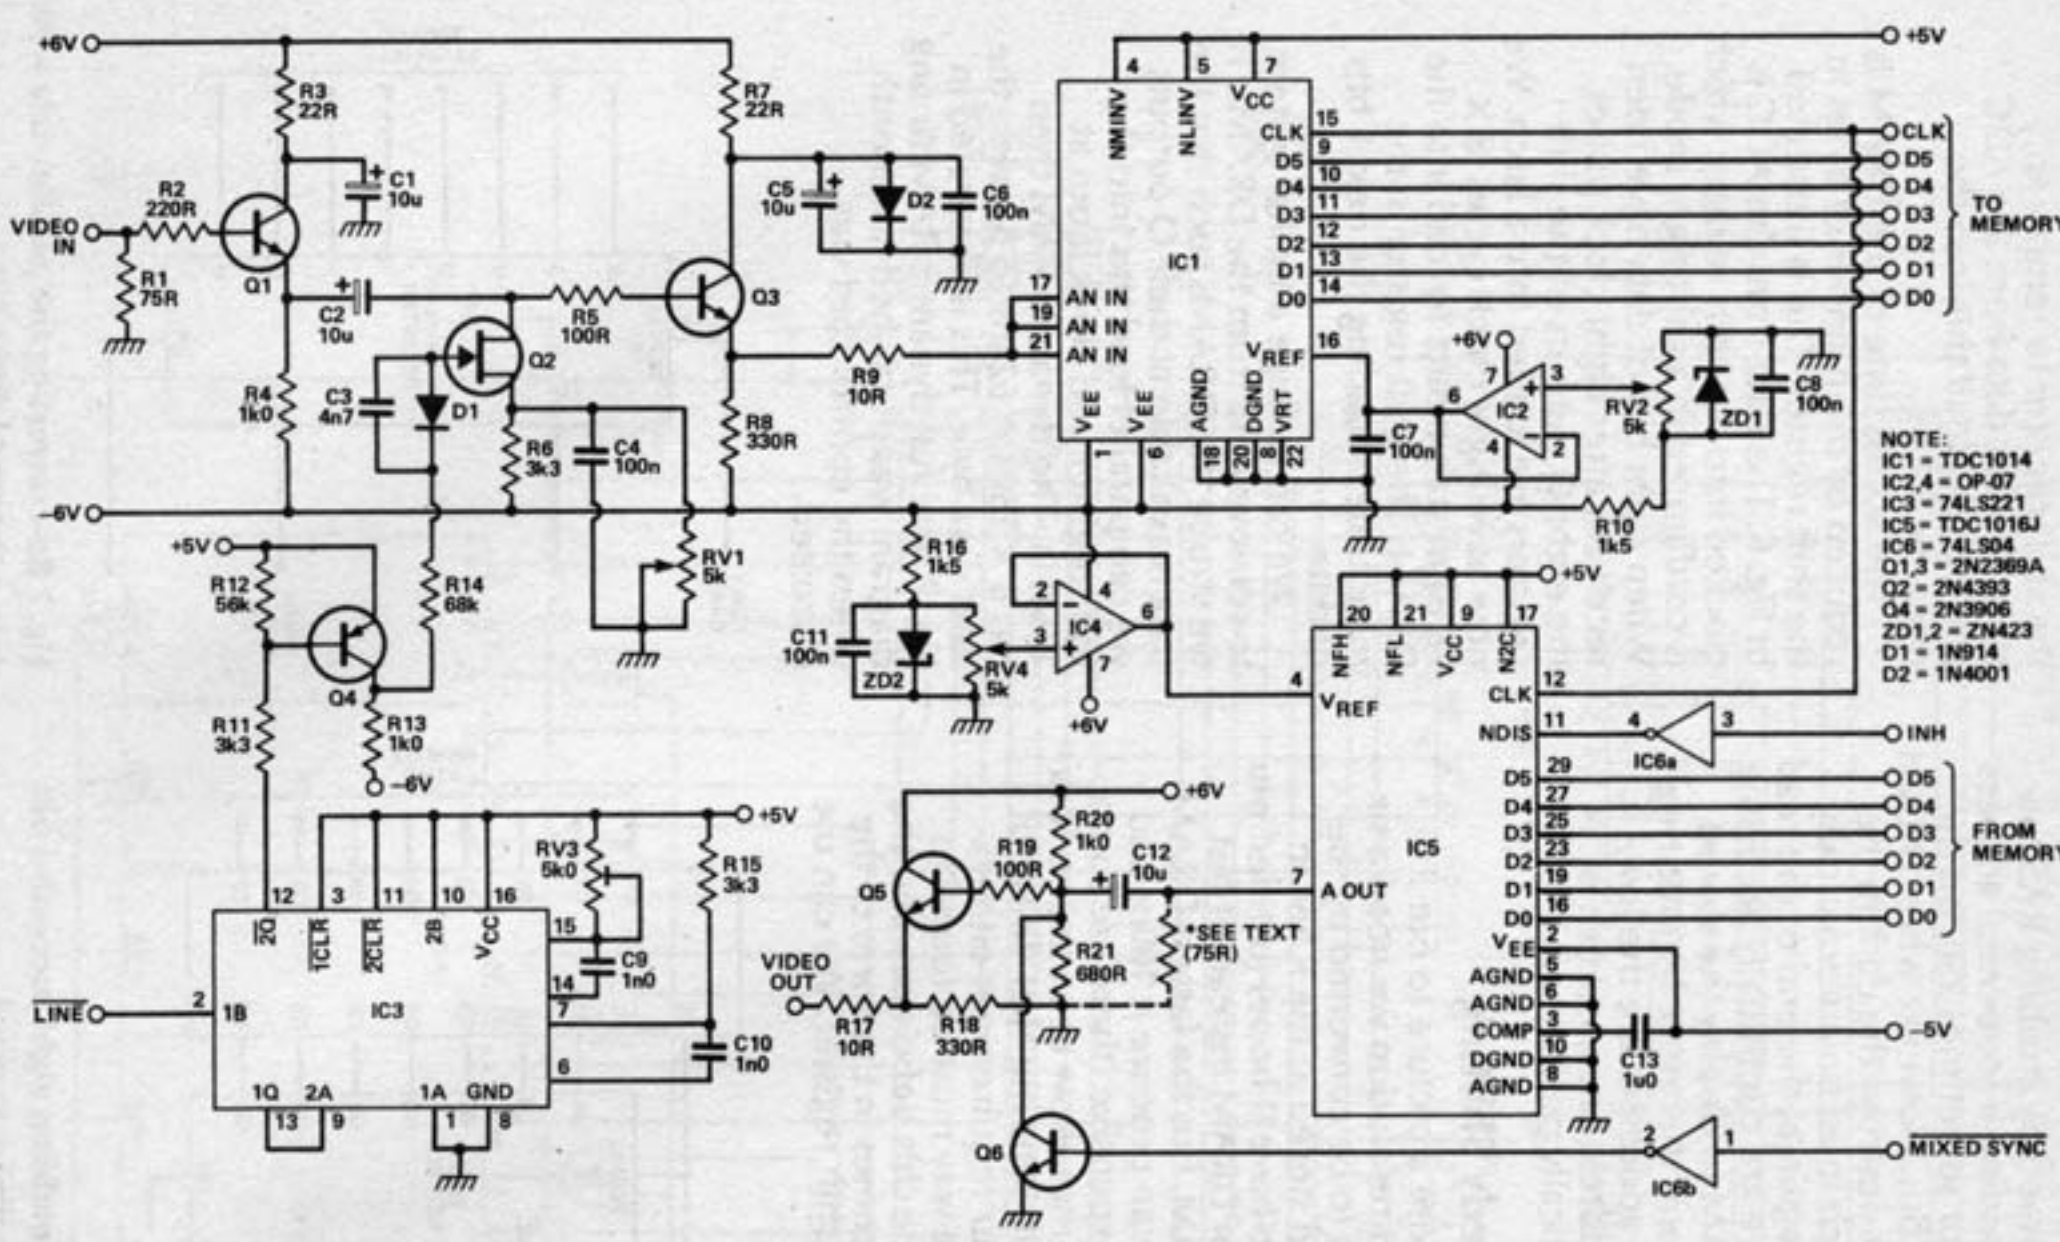 +6V
R3
22R
C1
10u
R2
220R
VIDEO
IN
R1
75R
Q1
C2
10u
R4
1k0
C3
4n7
D1
Q2
R5
100R
R6
3k3
C4
100n
RV1
5k
R7
22R
C5
10u
D2
C6
100n
Q3
R9
10R
R8
330R
-6V
+5V
4
5
7
NMINV
NLINV
VCC
CLK
15
D5
9
D4
10
D3
11
D2
12
D1
13
D0
14
IC1
17
AN IN
19
AN IN
21
AN IN
VREF
16
VEE
VEE
AGND
DGND
VRT
1
6
18
20
8
22
CLK
D5
D4
D3
D2
D1
D0
TO
MEMORY
+6V
7
6
IC2
+
3
−
2
4
RV2
5k
ZD1
C8
100n
C7
100n
R10
1k5
NOTE:
IC1 = TDC1014
IC2,4 = OP-07
IC3 = 74LS221
IC5 = TDC1016J
IC6 = 74LS04
Q1,3 = 2N2369A
Q2 = 2N4393
Q4 = 2N3906
ZD1,2 = ZN423
D1 = 1N914
D2 = 1N4001
+5V
R12
56k
R14
68k
Q4
R11
3k3
R13
1k0
-6V
R16
1k5
C11
100n
ZD2
RV4
5k
2
−
4
IC4
6
3
+
7
+6V
+5V
20
21
9
17
NFH
NFL
VCC
N2C
4
VREF
CLK
12
NDIS
11
4
3
IC6a
INH
D5
29
D4
27
D3
25
D2
23
D1
19
D0
16
IC5
D5
D4
D3
D2
D1
D0
FROM
MEMORY
7
A OUT
VEE
2
AGND
5
AGND
6
COMP
3
DGND
10
AGND
8
C13
1u0
-5V
+6V
R20
1k0
R19
100R
C12
10u
Q5
R21
680R
*SEE TEXT
(75R)
VIDEO
OUT
R17
10R
R18
330R
Q6
2
1
IC6b
MIXED SYNC
+5V
RV3
5k0
R15
3k3
12
3
11
10
16
2Q
1CLR
2CLR
2B
VCC
15
14
C9
1n0
7
C10
1n0
6
LINE
2
1B
IC3
1Q
2A
1A
GND
13
9
1
8